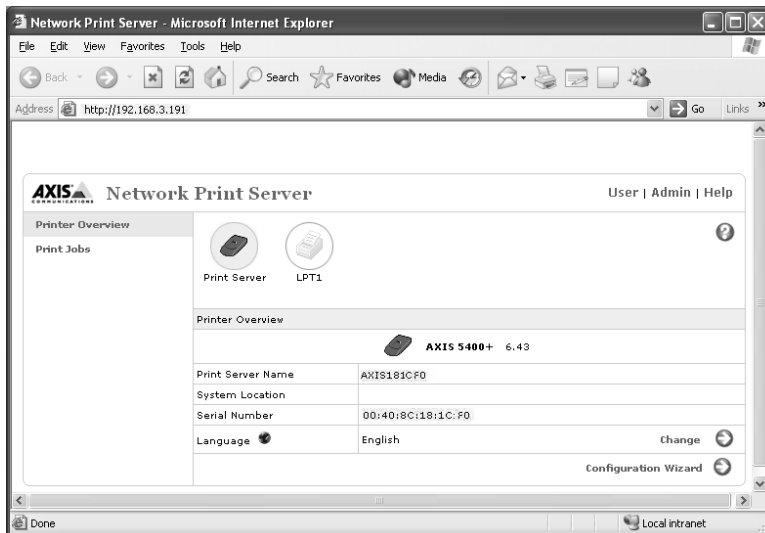 Network Print Server - Microsoft Internet Explorer
File Edit View Favorites Tools Help
Back Search Favorites Media
Address http://192.168.3.191 Go Links »
AXIS COMMUNICATIONS Network Print Server User | Admin | Help
Printer Overview
Print Jobs
Print Server LPT1
Printer Overview
AXIS 5400+ 6.43
Print Server Name AXIS181CF0
System Location
Serial Number 00:40:8C:18:1C:F0
Language English Change
Configuration Wizard
Done Local intranet